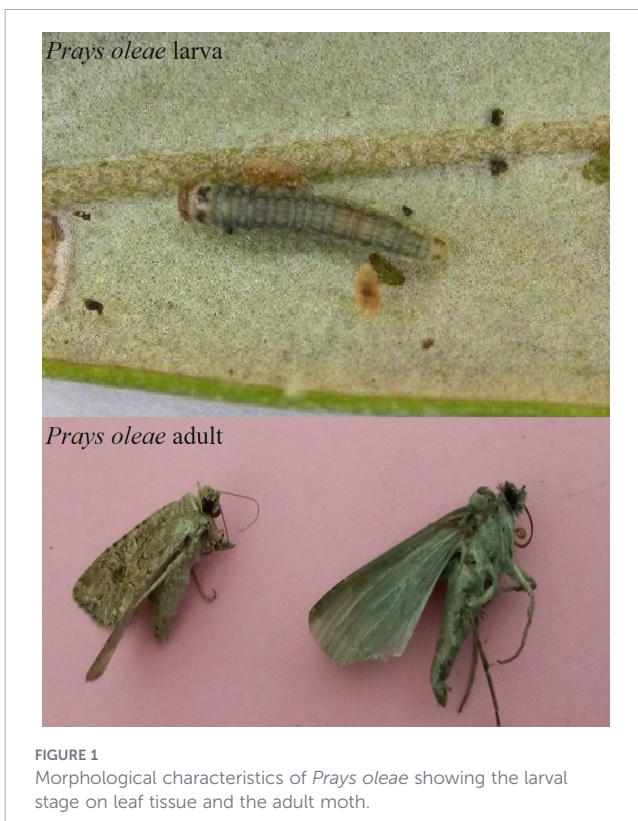 Prays oleae larva
Prays oleae adult
FIGURE 1
Morphological characteristics of Prays oleae showing the larval
stage on leaf tissue and the adult moth.